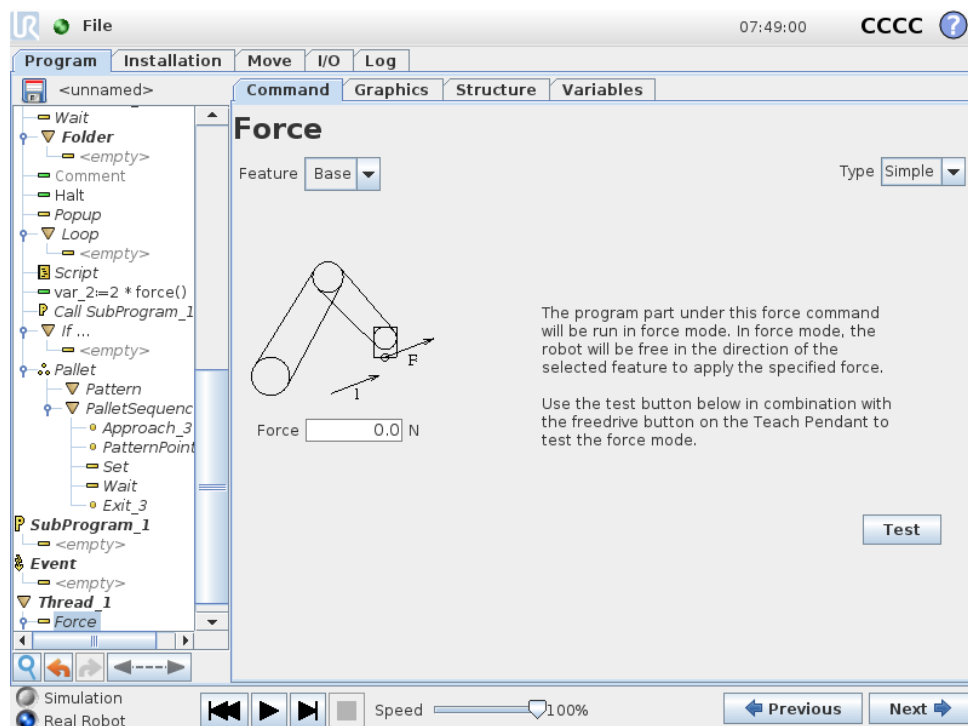 UR File 07:49:00 CCCC ?
Program Installation Move I/O Log
<unnamed>
Command Graphics Structure Variables
Wait
Folder
<empty>
Comment
Halt
Popup
Loop
<empty>
Script
var_2:=2 * force()
P Call SubProgram_1
If ...
<empty>
Pallet
Pattern
PalletSequenc
Approach_3
PatternPoint
Set
Wait
Exit_3
P SubProgram_1
<empty>
Event
<empty>
Thread_1
Force
Force
Feature Base
Type Simple
F
1
Force 0.0 N
The program part under this force command
will be run in force mode. In force mode, the
robot will be free in the direction of the
selected feature to apply the specified force.
Use the test button below in combination with
the freedrive button on the Teach Pendant to
test the force mode.
Test
Simulation
Real Robot
Speed 100%
Previous Next